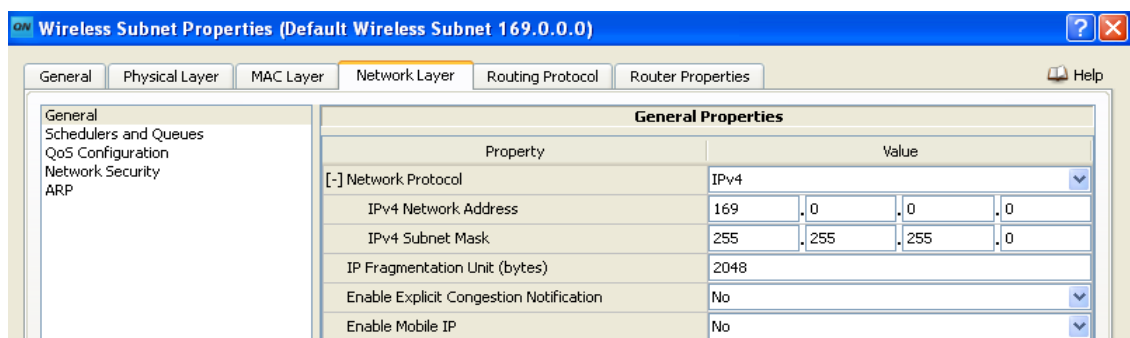 QN Wireless Subnet Properties (Default Wireless Subnet 169.0.0.0) ? X
General Physical Layer MAC Layer Network Layer Routing Protocol Router Properties Help
General
Schedulers and Queues
QoS Configuration
Network Security
ARP
General Properties
Property Value
[-] Network Protocol IPv4
IPv4 Network Address 169 . 0 . 0 . 0
IPv4 Subnet Mask 255 . 255 . 255 . 0
IP Fragmentation Unit (bytes) 2048
Enable Explicit Congestion Notification No
Enable Mobile IP No